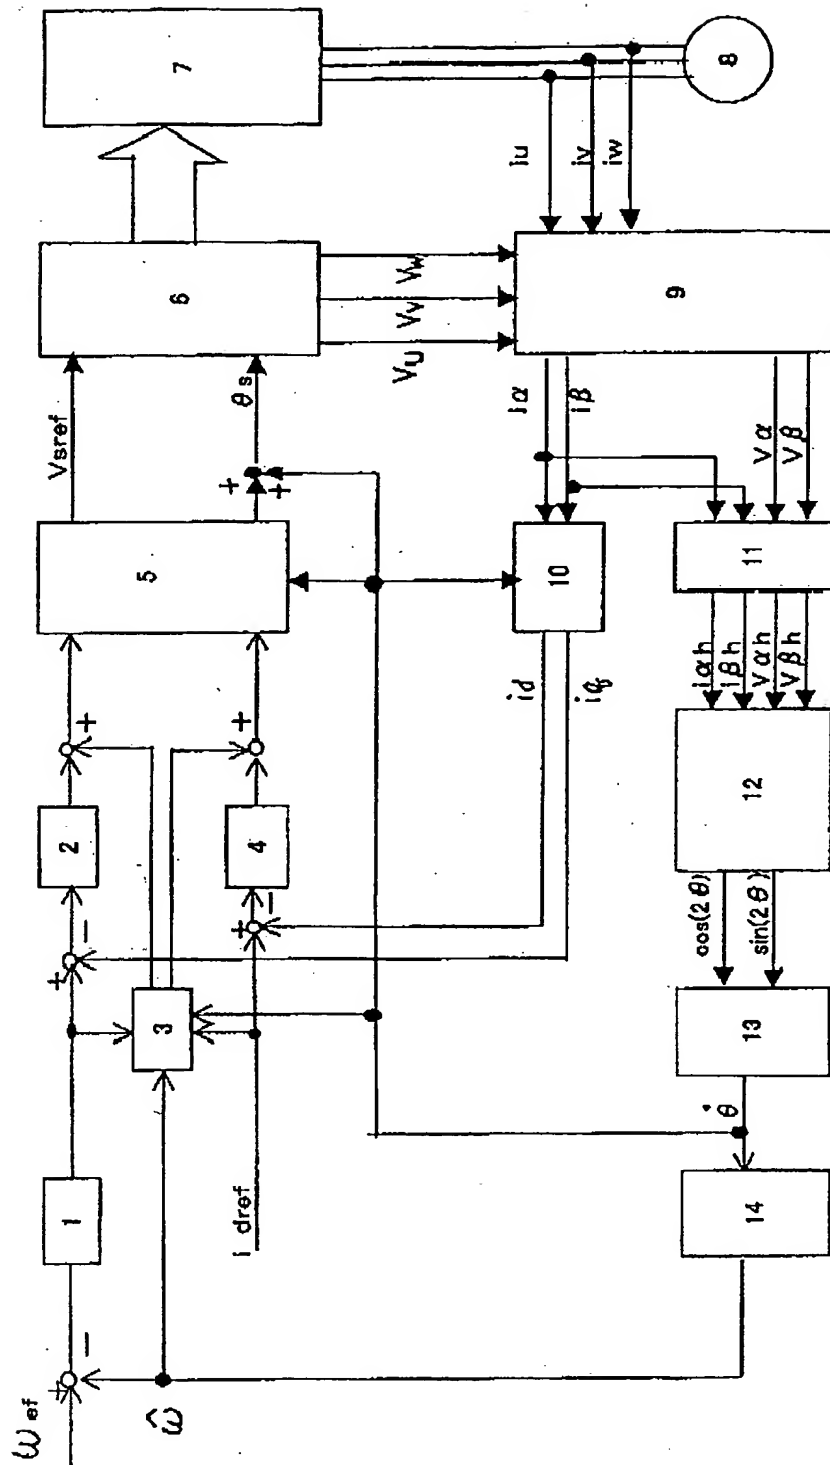 ωef
+
−
1
+
−
2
+
5
Vsref
6
7
ω̂
3
i dref
+
−
4
+
+
+
θs
Vu
Vv
Vw
iu
iv
iw
8
id
iq
10
iα
iβ
9
Vα
Vβ
14
θ̇
13
cos(2θ)
sin(2θ)
12
iαh
iβh
Vαh
Vβh
11